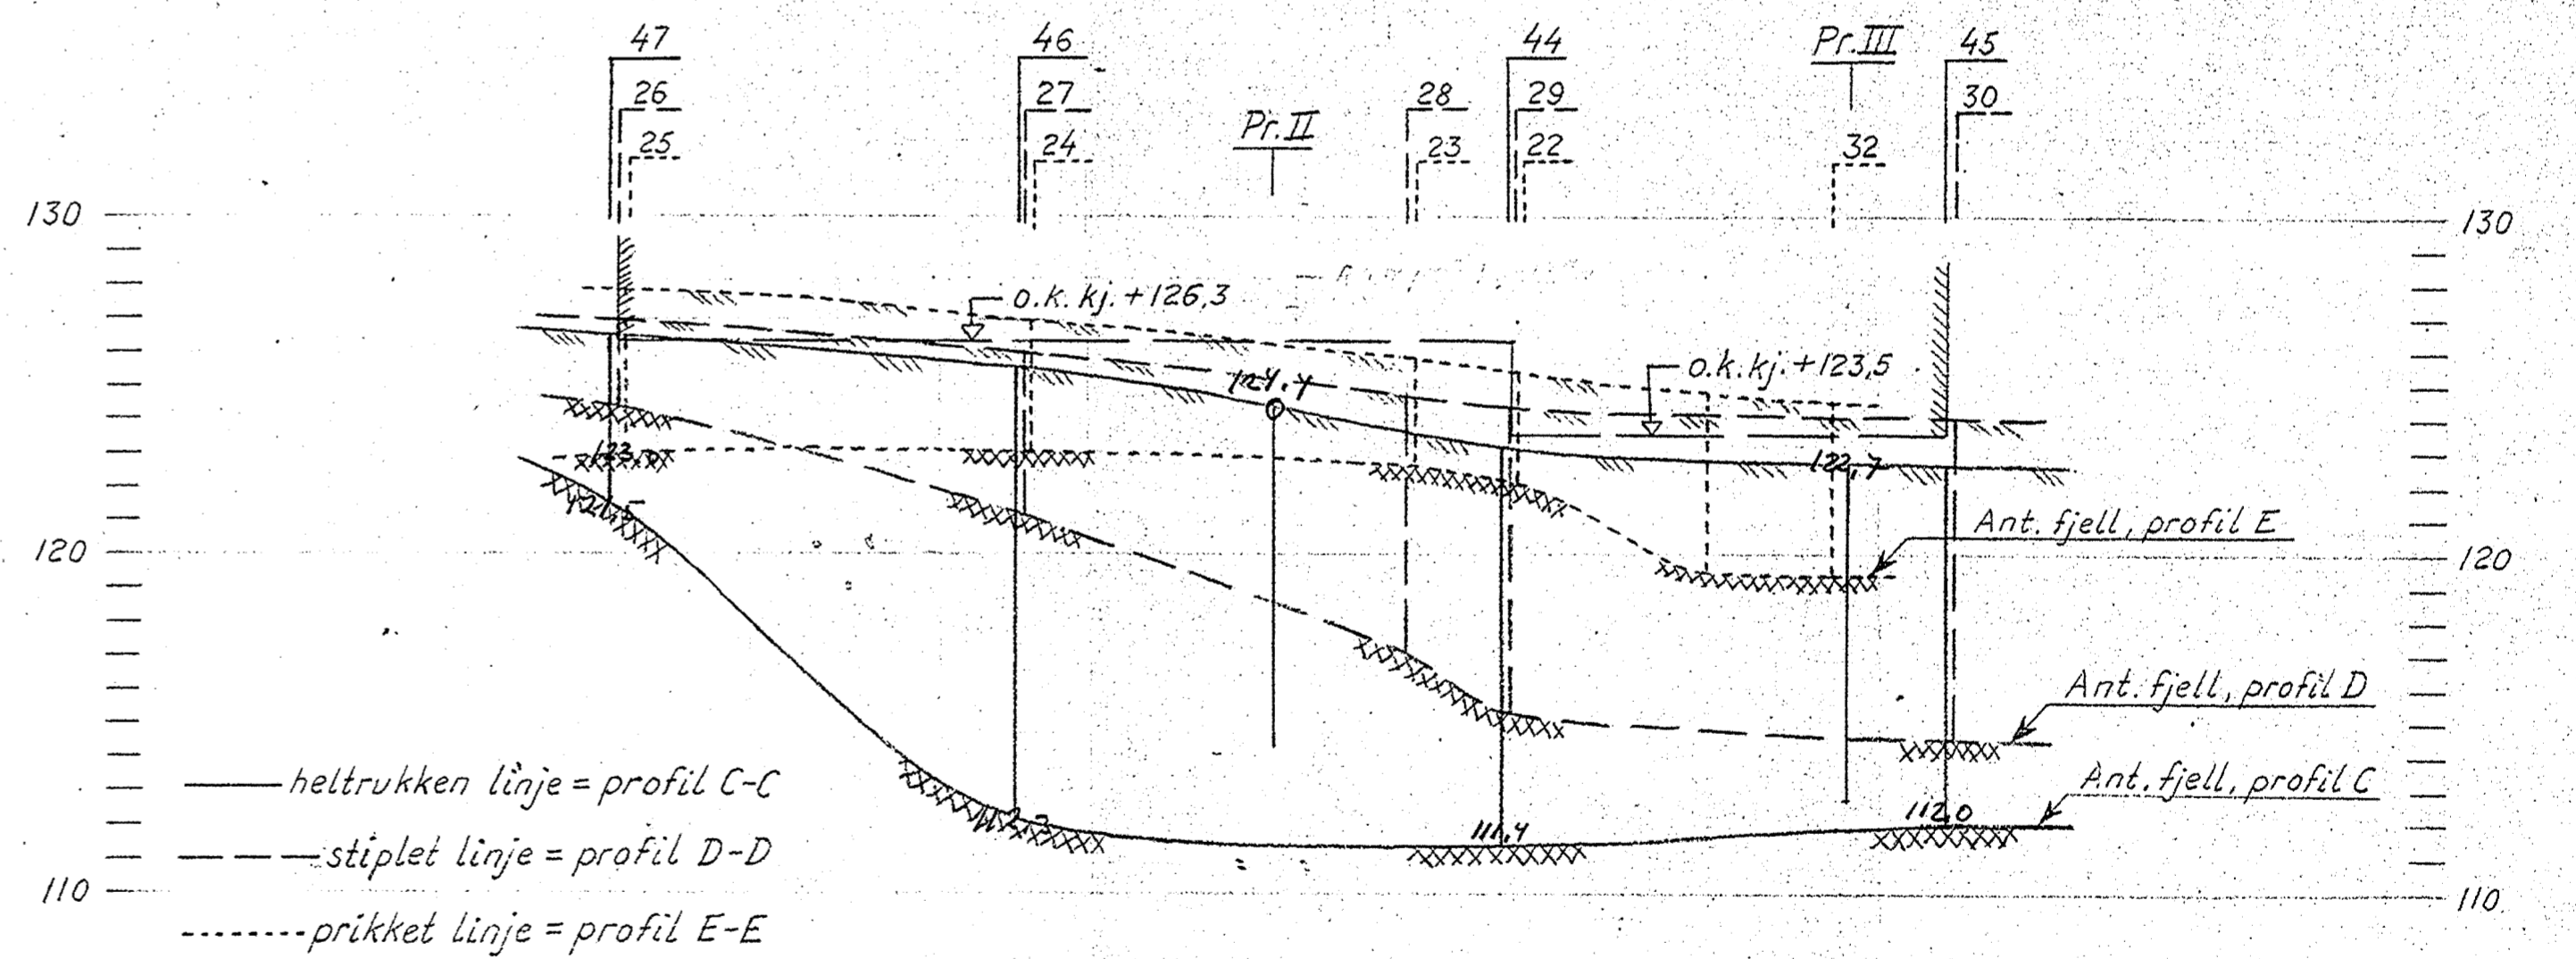 47
46
44
Pr. III
45
26
27
28
29
30
Pr. II
25
24
23
22
32
130
130
o.k. kj. +126,3
o.k. kj. +123,5
124,4
122,7
Ant. fjell, profil E
120
120
Ant. fjell, profil D
Ant. fjell, profil C
heltrukken linje = profil C-C
112,3
111,4
112,0
stiplet linje = profil D-D
110
110
prikket linje = profil E-E